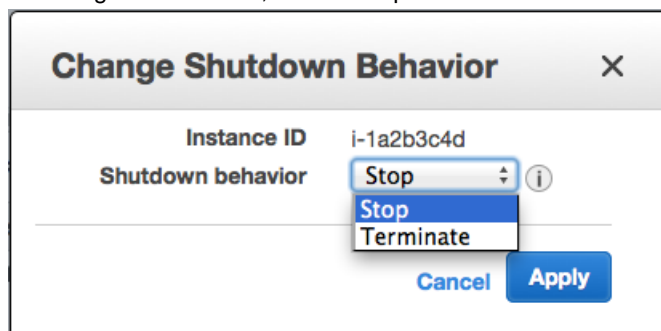 Change Shutdown Behavior
Instance ID i-1a2b3c4d
Shutdown behavior Stop
Stop
Terminate
Cancel Apply